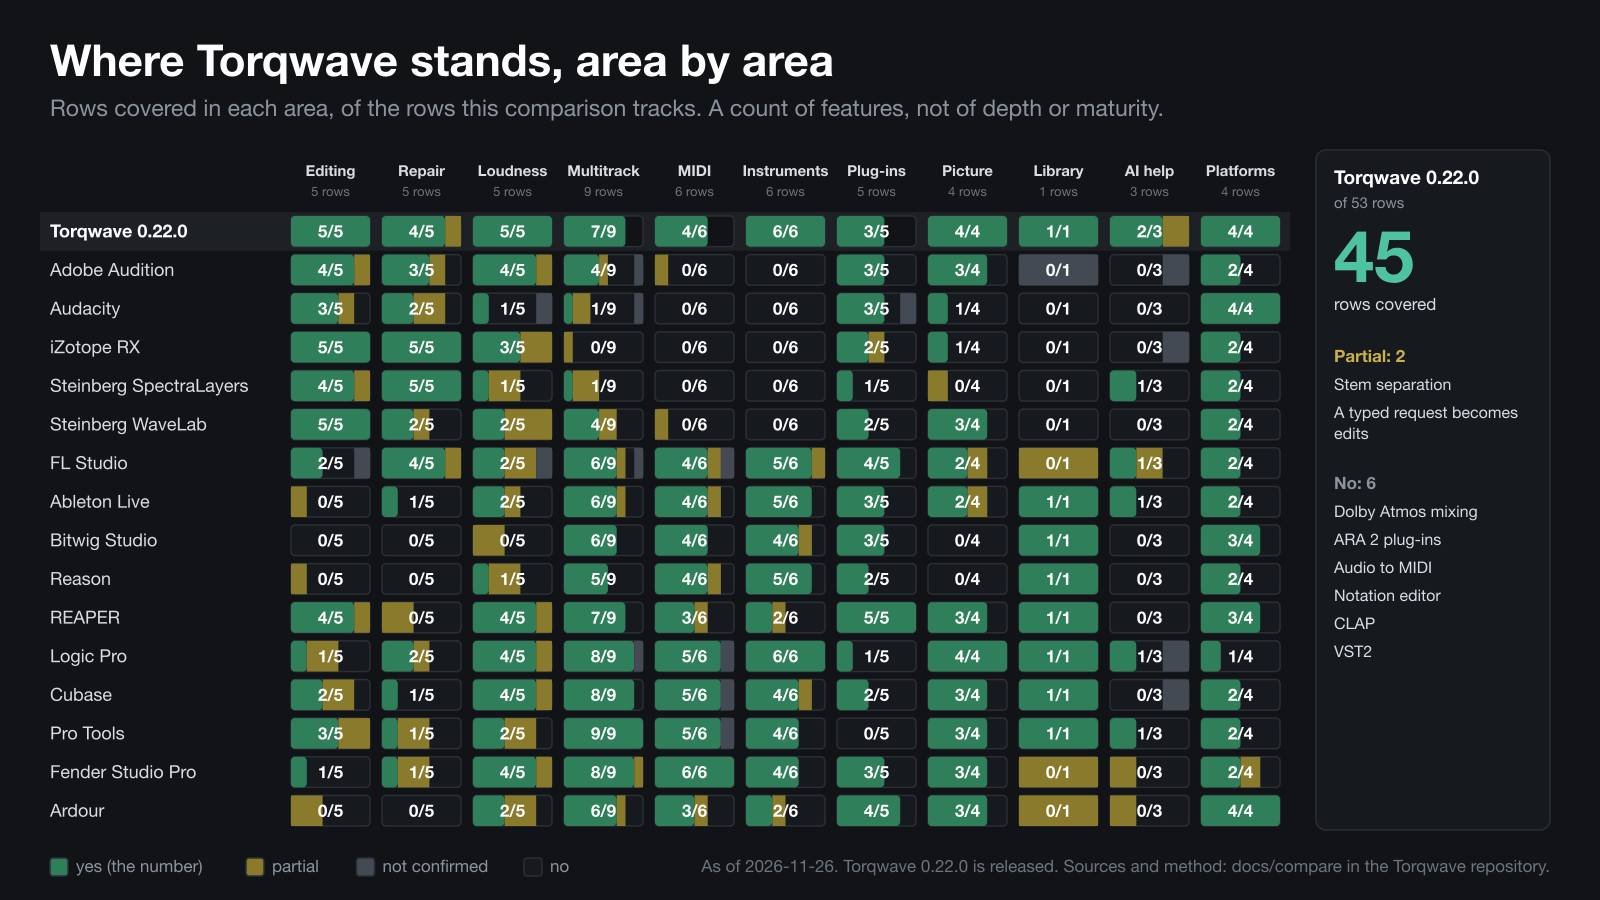 Where Torqwave stands, area by area
Rows covered in each area, of the rows this comparison tracks. A count of features, not of depth or maturity.
Editing Repair Loudness Multitrack MIDI Instruments Plug-ins Picture Library AI help Platforms
5 rows 5 rows 5 rows 9 rows 6 rows 6 rows 5 rows 4 rows 1 rows 3 rows 4 rows
Torqwave 0.22.0 5/5 4/5 5/5 7/9 4/6 6/6 3/5 4/4 1/1 2/3 4/4
Adobe Audition 4/5 3/5 4/5 4/9 0/6 0/6 3/5 3/4 0/1 0/3 2/4
Audacity 3/5 2/5 1/5 1/9 0/6 0/6 3/5 1/4 0/1 0/3 4/4
iZotope RX 5/5 5/5 3/5 0/9 0/6 0/6 2/5 1/4 0/1 0/3 2/4
Steinberg SpectraLayers 4/5 5/5 1/5 1/9 0/6 0/6 1/5 0/4 0/1 1/3 2/4
Steinberg WaveLab 5/5 2/5 2/5 4/9 0/6 0/6 2/5 3/4 0/1 0/3 2/4
FL Studio 2/5 4/5 2/5 6/9 4/6 5/6 4/5 2/4 0/1 1/3 2/4
Ableton Live 0/5 1/5 2/5 6/9 4/6 5/6 3/5 2/4 1/1 1/3 2/4
Bitwig Studio 0/5 0/5 0/5 6/9 4/6 4/6 3/5 0/4 1/1 0/3 3/4
Reason 0/5 0/5 1/5 5/9 4/6 5/6 2/5 0/4 1/1 0/3 2/4
REAPER 4/5 0/5 4/5 7/9 3/6 2/6 5/5 3/4 1/1 0/3 3/4
Logic Pro 1/5 2/5 4/5 8/9 5/6 6/6 1/5 4/4 1/1 1/3 1/4
Cubase 2/5 1/5 4/5 8/9 5/6 4/6 2/5 3/4 1/1 0/3 2/4
Pro Tools 3/5 1/5 2/5 9/9 5/6 4/6 0/5 3/4 1/1 1/3 2/4
Fender Studio Pro 1/5 1/5 4/5 8/9 6/6 4/6 3/5 3/4 0/1 0/3 2/4
Ardour 0/5 0/5 2/5 6/9 3/6 2/6 4/5 3/4 0/1 0/3 4/4
Torqwave 0.22.0
of 53 rows
45
rows covered
Partial: 2
Stem separation
A typed request becomes
edits
No: 6
Dolby Atmos mixing
ARA 2 plug-ins
Audio to MIDI
Notation editor
CLAP
VST2
yes (the number) partial not confirmed no
As of 2026-11-26. Torqwave 0.22.0 is released. Sources and method: docs/compare in the Torqwave repository.